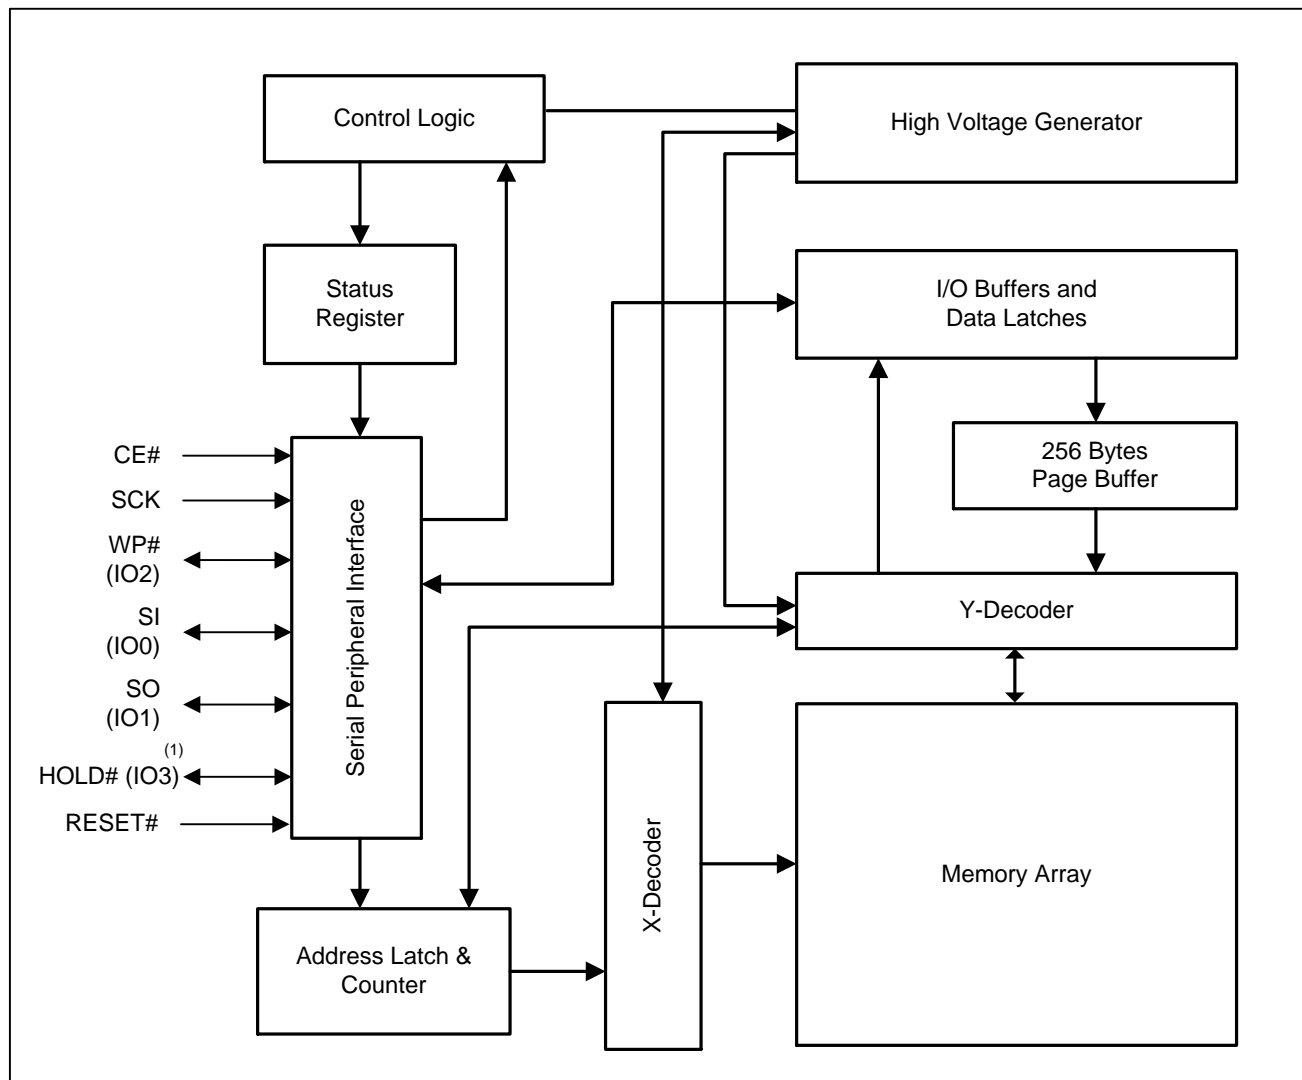 Control Logic
High Voltage Generator
Status
Register
I/O Buffers and
Data Latches
256 Bytes
Page Buffer
CE#
SCK
WP#
(IO2)
SI
(IO0)
SO
(IO1)
(1)
HOLD# (IO3)
RESET#
Serial Peripheral Interface
Y-Decoder
X-Decoder
Memory Array
Address Latch &
Counter